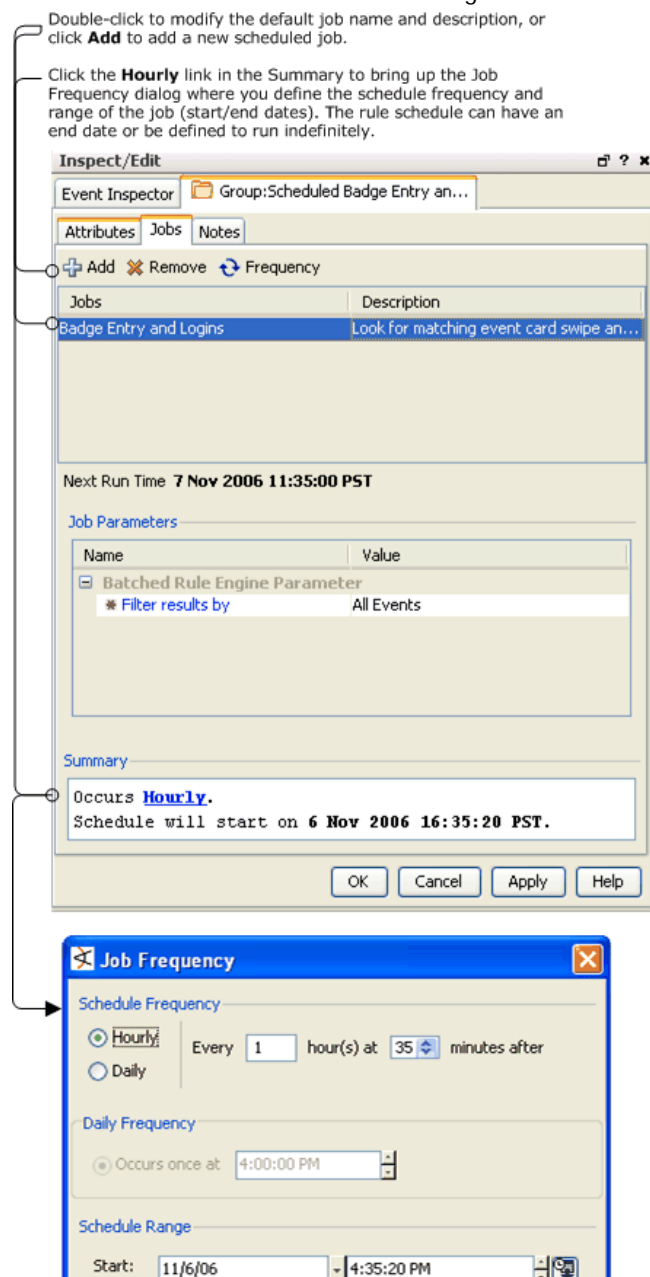 Double-click to modify the default job name and description, or
click Add to add a new scheduled job.
Click the Hourly link in the Summary to bring up the Job
Frequency dialog where you define the schedule frequency and
range of the job (start/end dates). The rule schedule can have an
end date or be defined to run indefinitely.
Inspect/Edit
Event Inspector Group:Scheduled Badge Entry an...
Attributes Jobs Notes
Add Remove Frequency
Jobs Description
Badge Entry and Logins Look for matching event card swipe an...
Next Run Time 7 Nov 2006 11:35:00 PST
Job Parameters
Name Value
Batched Rule Engine Parameter
Filter results by All Events
Summary
Occurs Hourly.
Schedule will start on 6 Nov 2006 16:35:20 PST.
OK Cancel Apply Help
Job Frequency
Schedule Frequency
Hourly Every 1 hour(s) at 35 minutes after
Daily
Daily Frequency
Occurs once at 4:00:00 PM
Schedule Range
Start: 11/6/06 4:35:20 PM